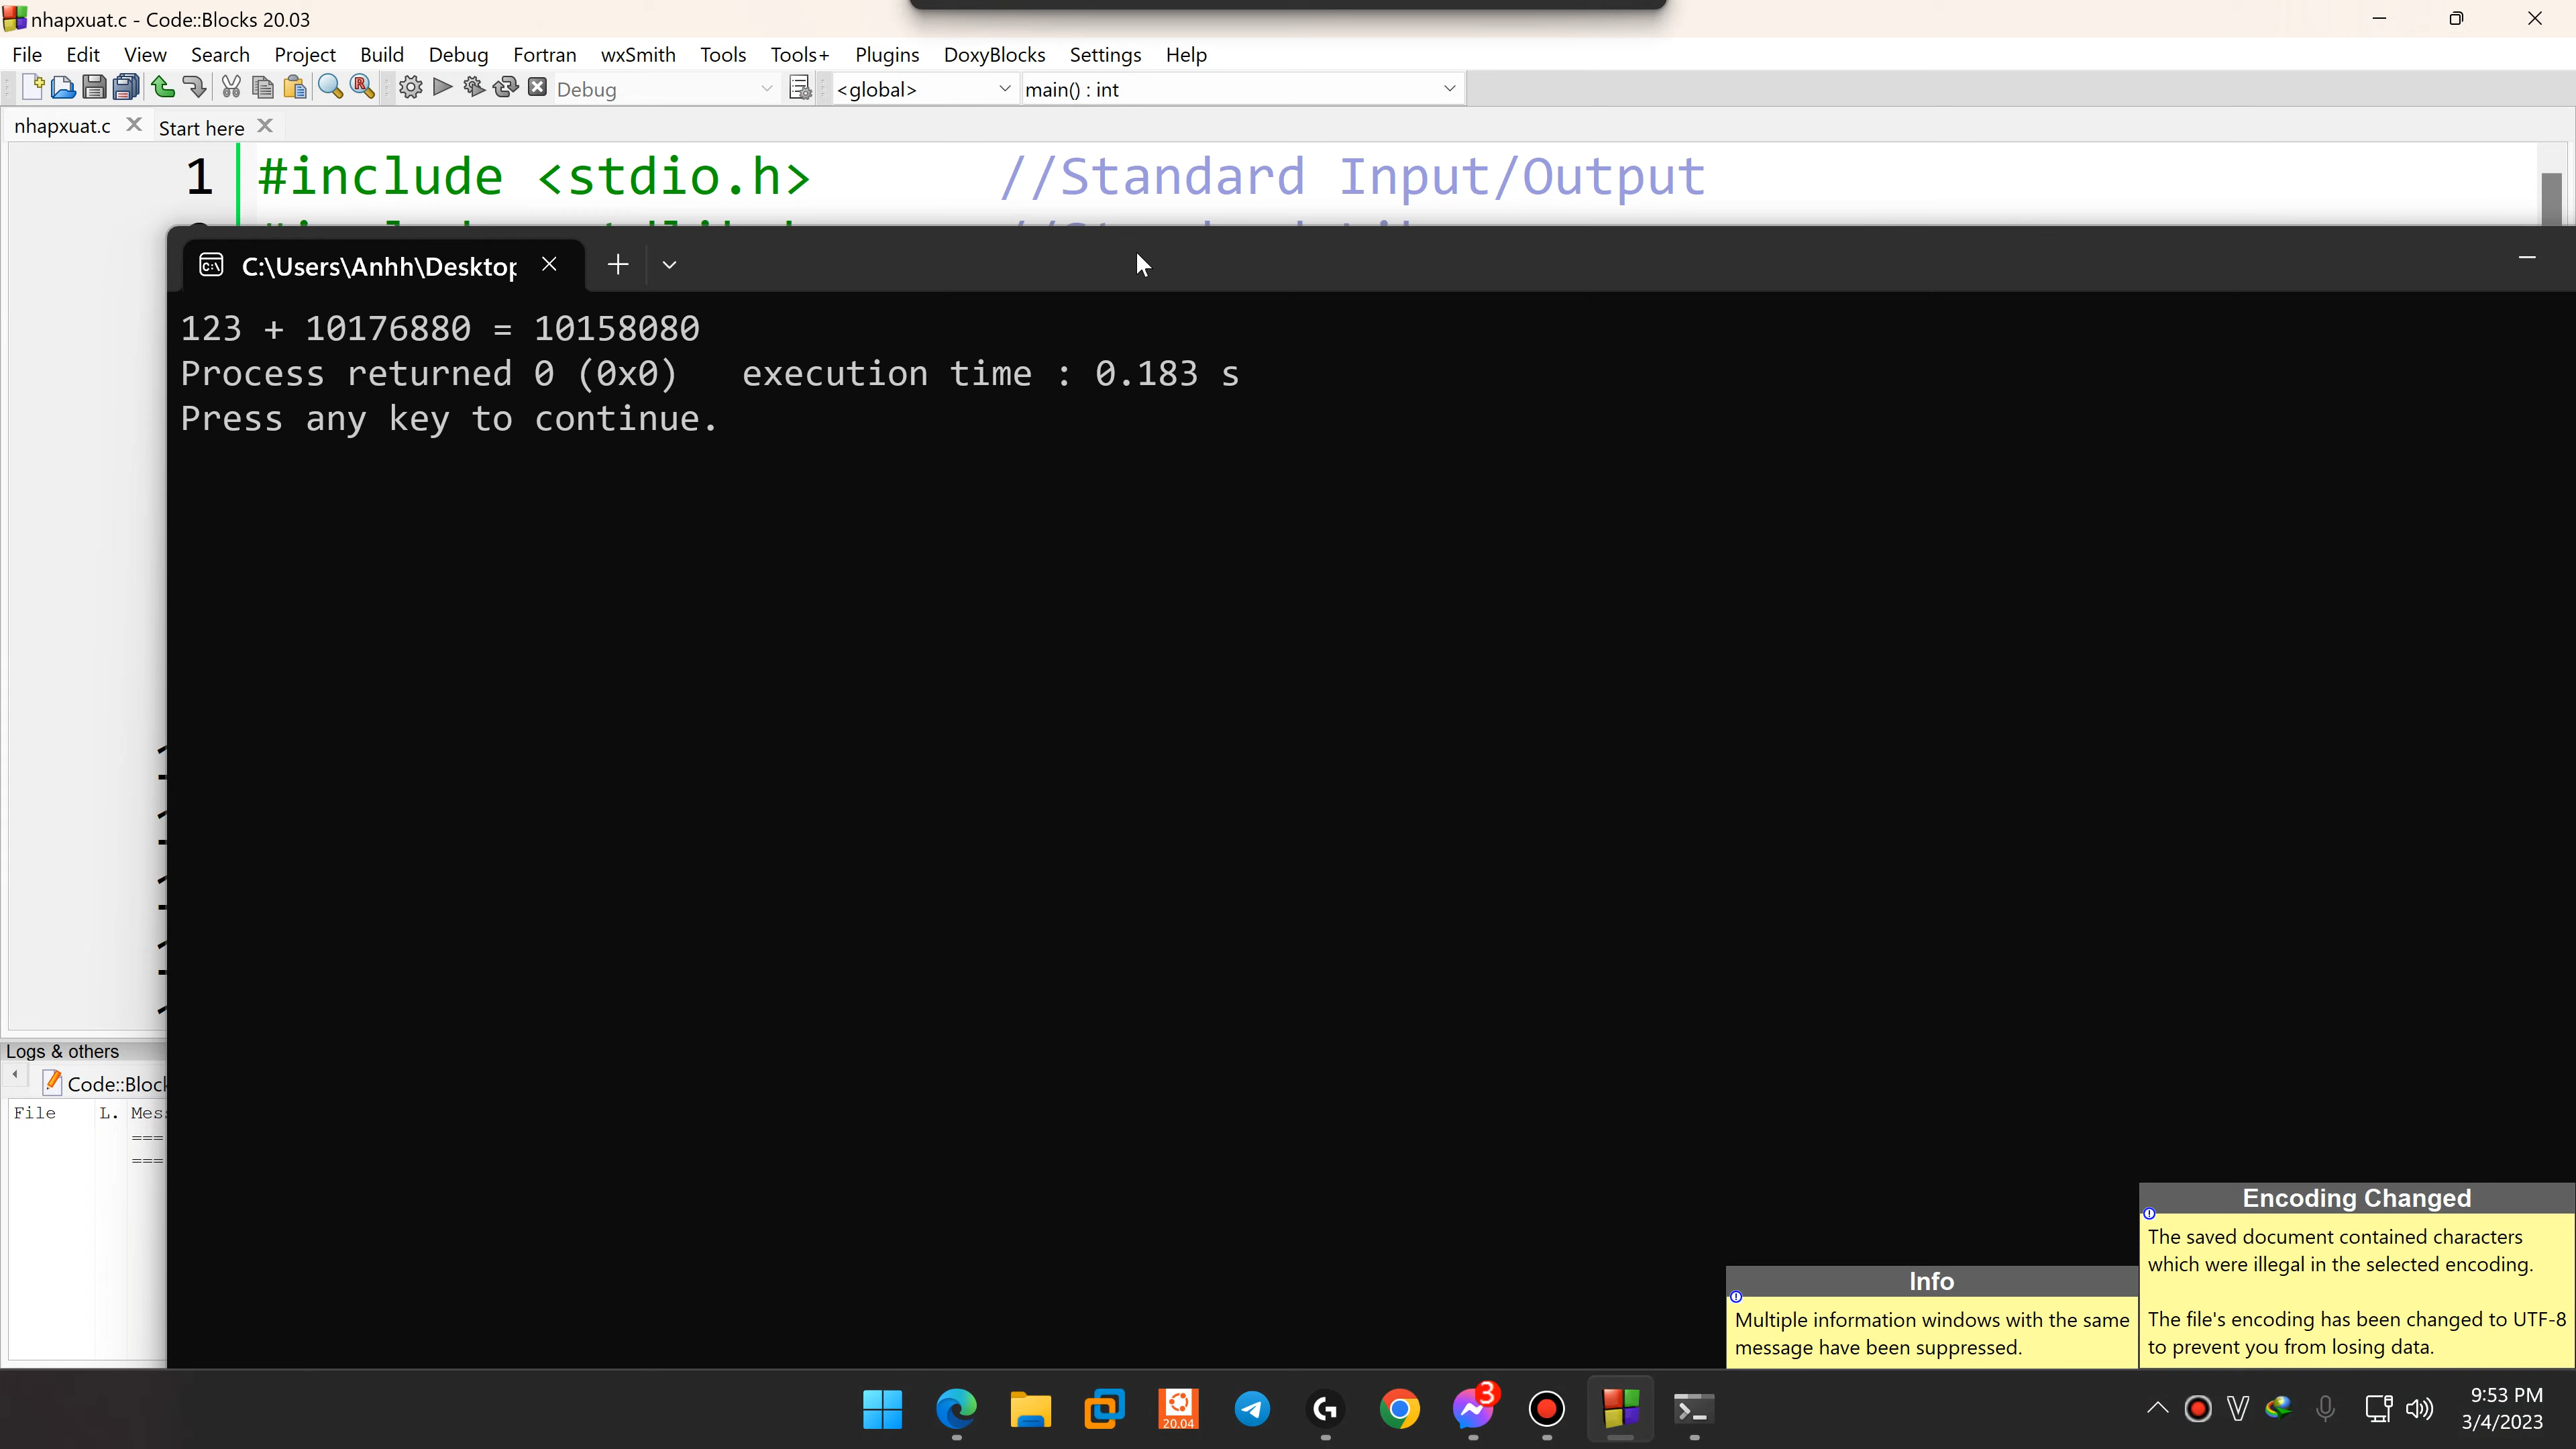 nhapxuat.c - Code::Blocks 20.03
File Edit View Search Project Build Debug Fortran wxSmith Tools Tools+ Plugins DoxyBlocks Settings Help
Debug <global> main() : int
nhapxuat.c Start here
1 #include <stdio.h> //Standard Input/Output
C:\Users\Anhh\Desktop
123 + 10176880 = 10158080
Process returned 0 (0x0) execution time : 0.183 s
Press any key to continue.
Logs & others
Code::Block
File L. Mess
===
===
Encoding Changed
The saved document contained characters
which were illegal in the selected encoding.
The file's encoding has been changed to UTF-8
to prevent you from losing data.
Info
Multiple information windows with the same
message have been suppressed.
20.04
3
9:53 PM
3/4/2023